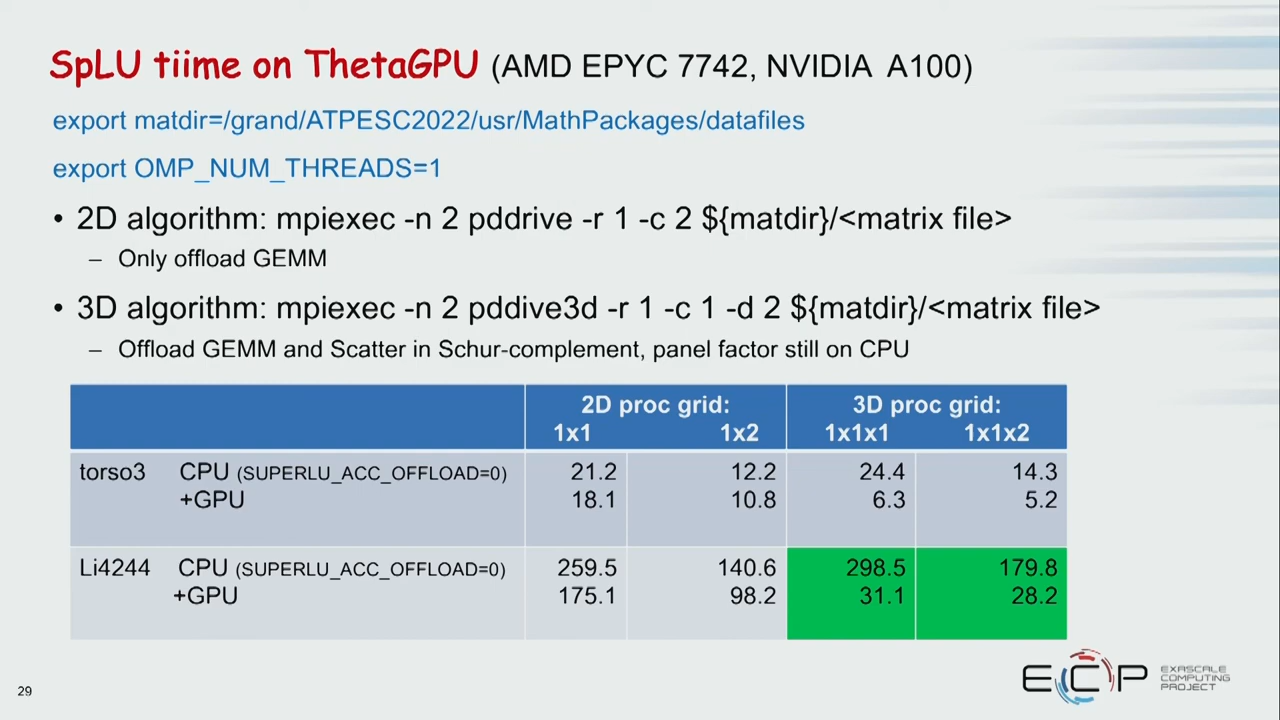 SpLU tiime on ThetaGPU (AMD EPYC 7742, NVIDIA A100)
export matdir=/grand/ATPESC2022/usr/MathPackages/datafiles
export OMP_NUM_THREADS=1
• 2D algorithm: mpiexec -n 2 pddrive -r 1 -c 2 ${matdir}/<matrix file>
– Only offload GEMM
• 3D algorithm: mpiexec -n 2 pddive3d -r 1 -c 1 -d 2 ${matdir}/<matrix file>
– Offload GEMM and Scatter in Schur-complement, panel factor still on CPU
2D proc grid: 3D proc grid:
1x1 1x2 1x1x1 1x1x2
torso3 CPU (SUPERLU_ACC_OFFLOAD=0) 21.2 12.2 24.4 14.3
+GPU 18.1 10.8 6.3 5.2
Li4244 CPU (SUPERLU_ACC_OFFLOAD=0) 259.5 140.6 298.5 179.8
+GPU 175.1 98.2 31.1 28.2
ECP EXASCALE
COMPUTING
PROJECT
29